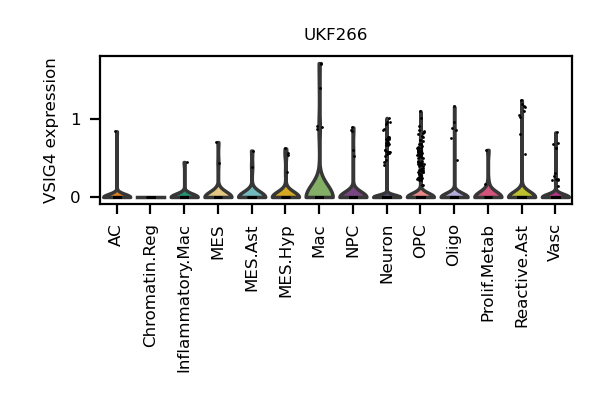 UKF266
VSIG4 expression
1
0
AC
Chromatin.Reg
Inflammatory.Mac
MES
MES.Ast
MES.Hyp
Mac
NPC
Neuron
OPC
Oligo
Prolif.Metab
Reactive.Ast
Vasc